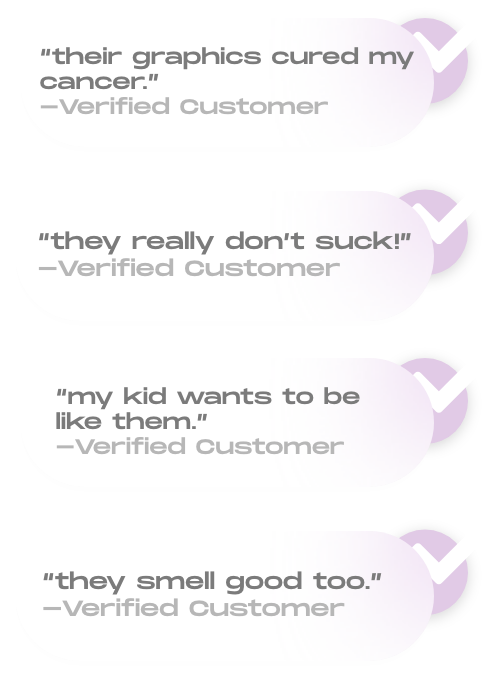 “their graphics cured my
cancer.”
–Verified Customer
“they really don’t suck!”
–Verified Customer
“my kid wants to be
like them.”
–Verified Customer
“they smell good too.”
–Verified Customer